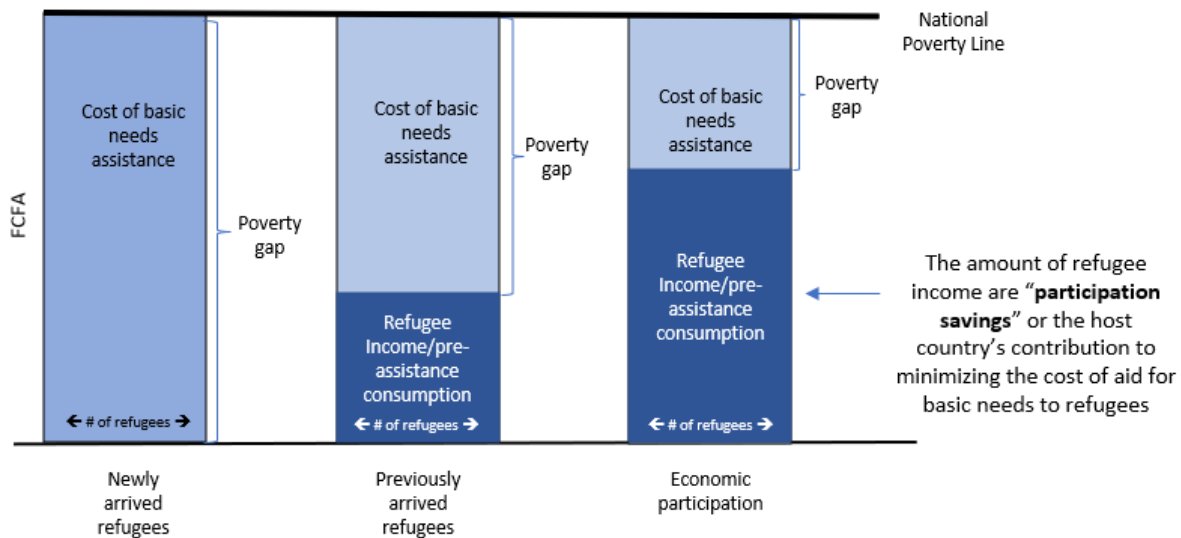 National
Poverty Line
Cost of basic
needs
assistance
Poverty
gap
← # of refugees →
Newly
arrived
refugees
Cost of basic
needs
assistance
Poverty
gap
Refugee
Income/pre-
assistance
consumption
← # of refugees →
Previously
arrived
refugees
Cost of basic
needs
assistance
Poverty
gap
Refugee
Income/pre-
assistance
consumption
← # of refugees →
Economic
participation
FCFA
The amount of refugee
income are “participation
savings” or the host
country’s contribution to
minimizing the cost of aid for
basic needs to refugees